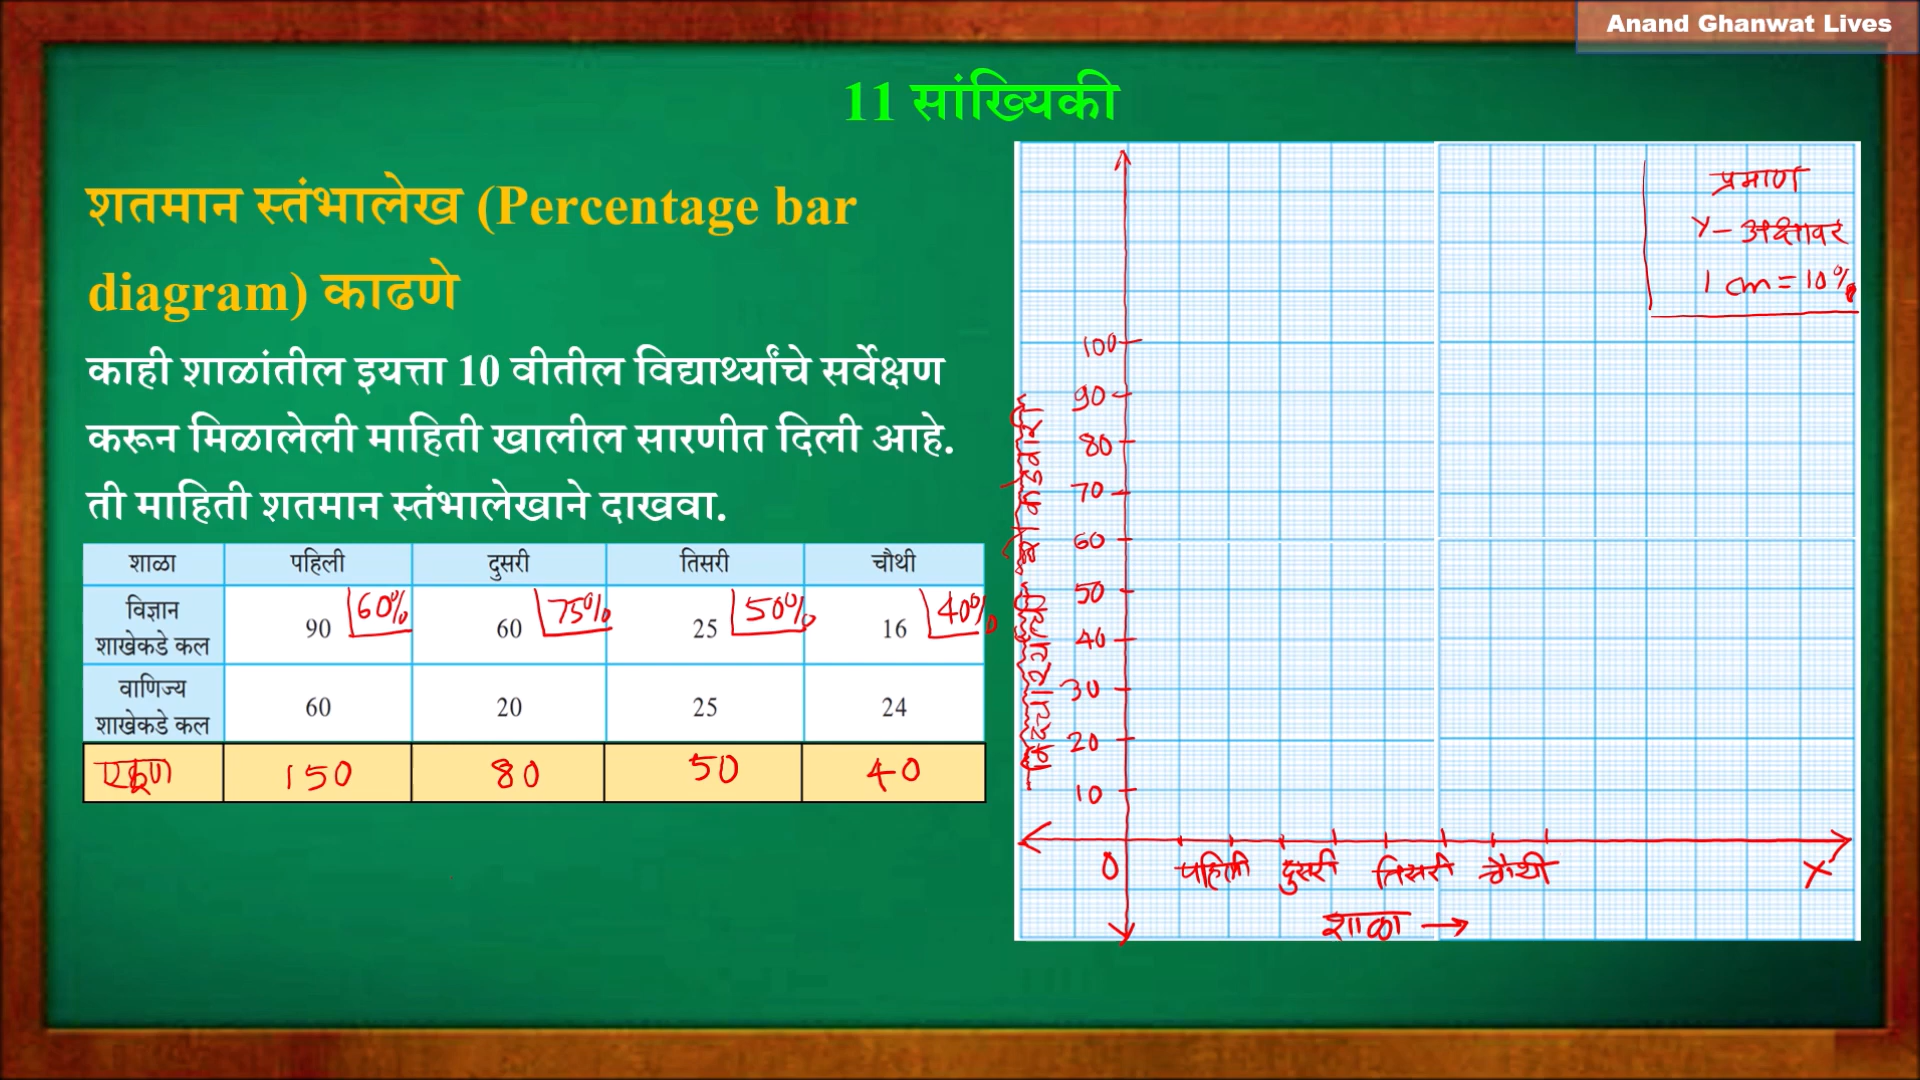 Anand Ghanwat Lives
11 सांख्यिकी
शतमान स्तंभालेख (Percentage bar
diagram) काढणे
काही शाळांतील इयत्ता 10 वीतील विद्यार्थ्यांचे सर्वेक्षण
करून मिळालेली माहिती खालील सारणीत दिली आहे.
ती माहिती शतमान स्तंभालेखाने दाखवा.
शाळा पहिली दुसरी तिसरी चौथी
विज्ञान
शाखेकडे कल 90 60% 60 75% 25 50% 16 40%
वाणिज्य
शाखेकडे कल 60 20 25 24
एकूण 150 80 50 40
प्रमाण
Y- अक्षावर
1 cm = 10%
100
90
80
70
60
50
40
30
20
10
0 पहिली दुसरी तिसरी चौथी X
शाळा →
विद्यार्थ्यांची शेकडेवारी